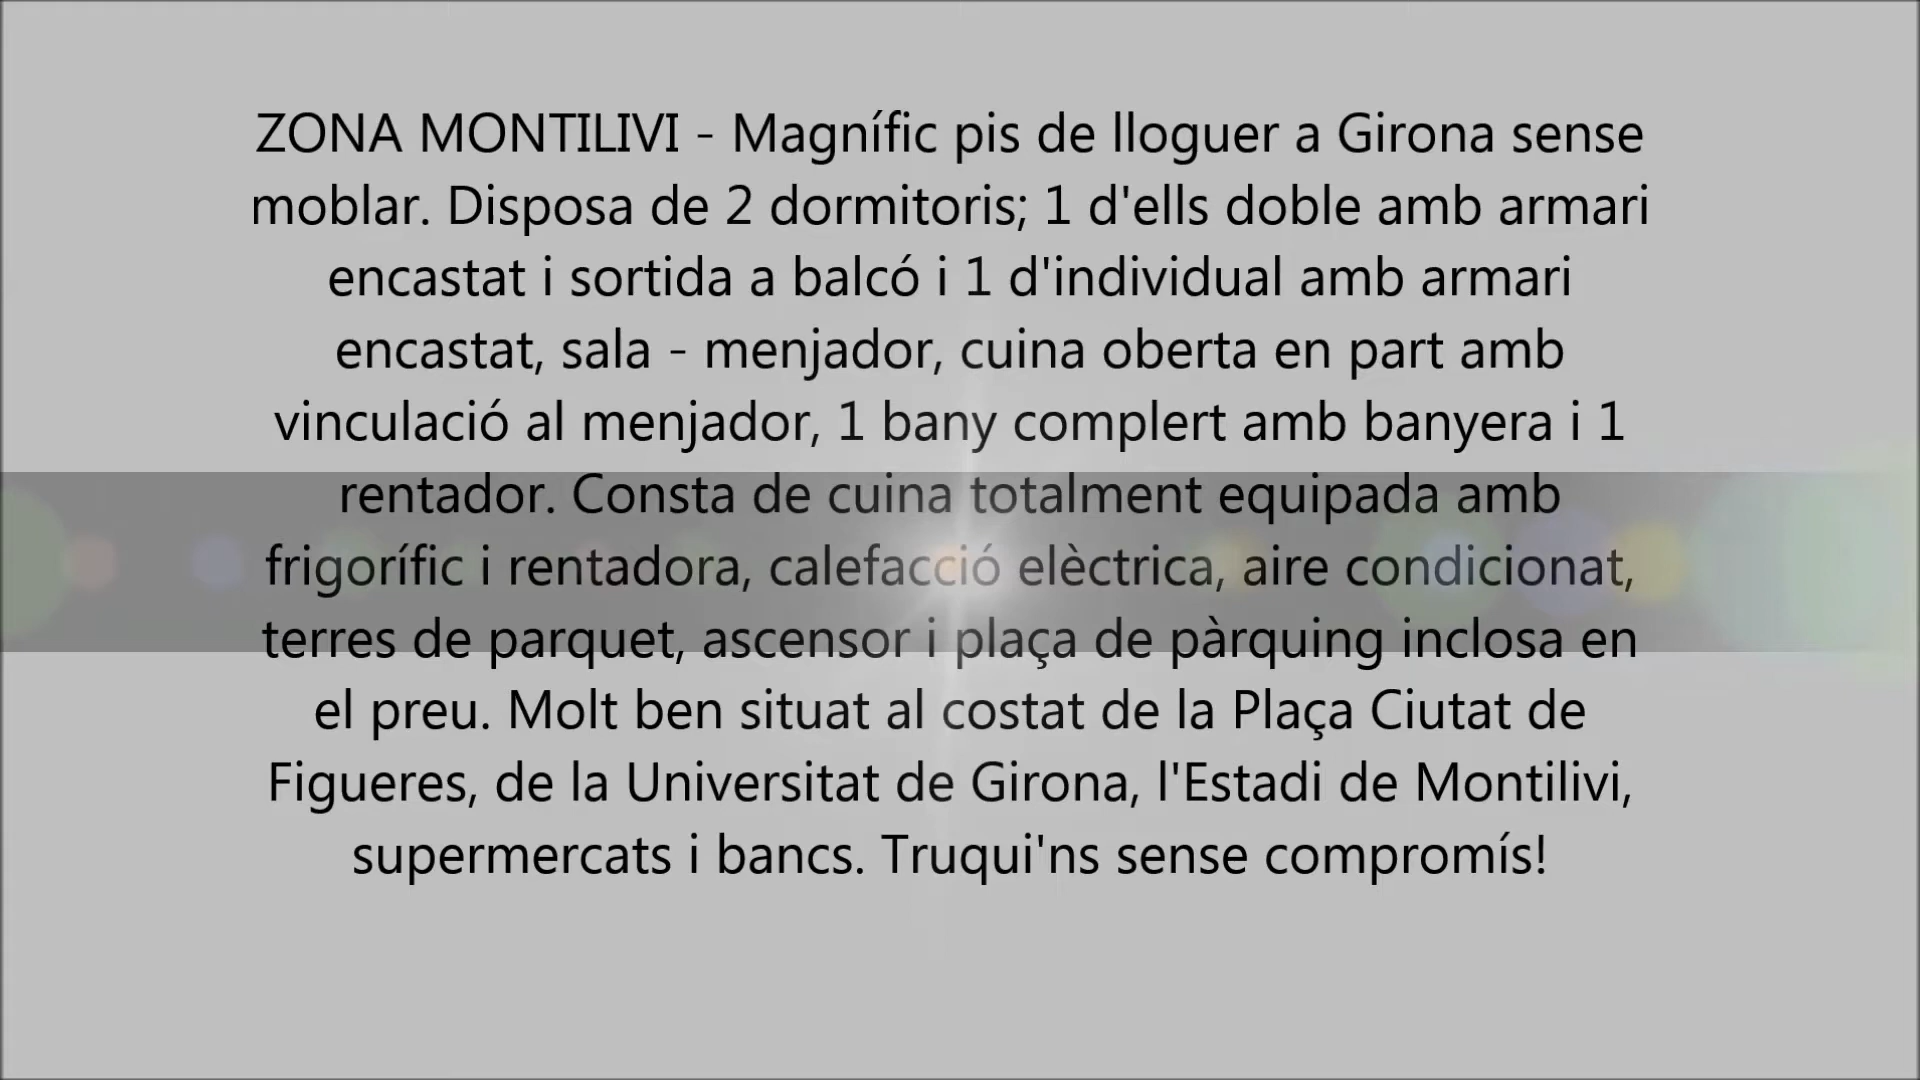 ZONA MONTILIVI - Magnífic pis de lloguer a Girona sense
moblar. Disposa de 2 dormitoris; 1 d'ells doble amb armari
encastat i sortida a balcó i 1 d'individual amb armari
encastat, sala - menjador, cuina oberta en part amb
vinculació al menjador, 1 bany complert amb banyera i 1
rentador. Consta de cuina totalment equipada amb
frigorífic i rentadora, calefacció elèctrica, aire condicionat,
terres de parquet, ascensor i plaça de pàrquing inclosa en
el preu. Molt ben situat al costat de la Plaça Ciutat de
Figueres, de la Universitat de Girona, l'Estadi de Montilivi,
supermercats i bancs. Truqui'ns sense compromís!